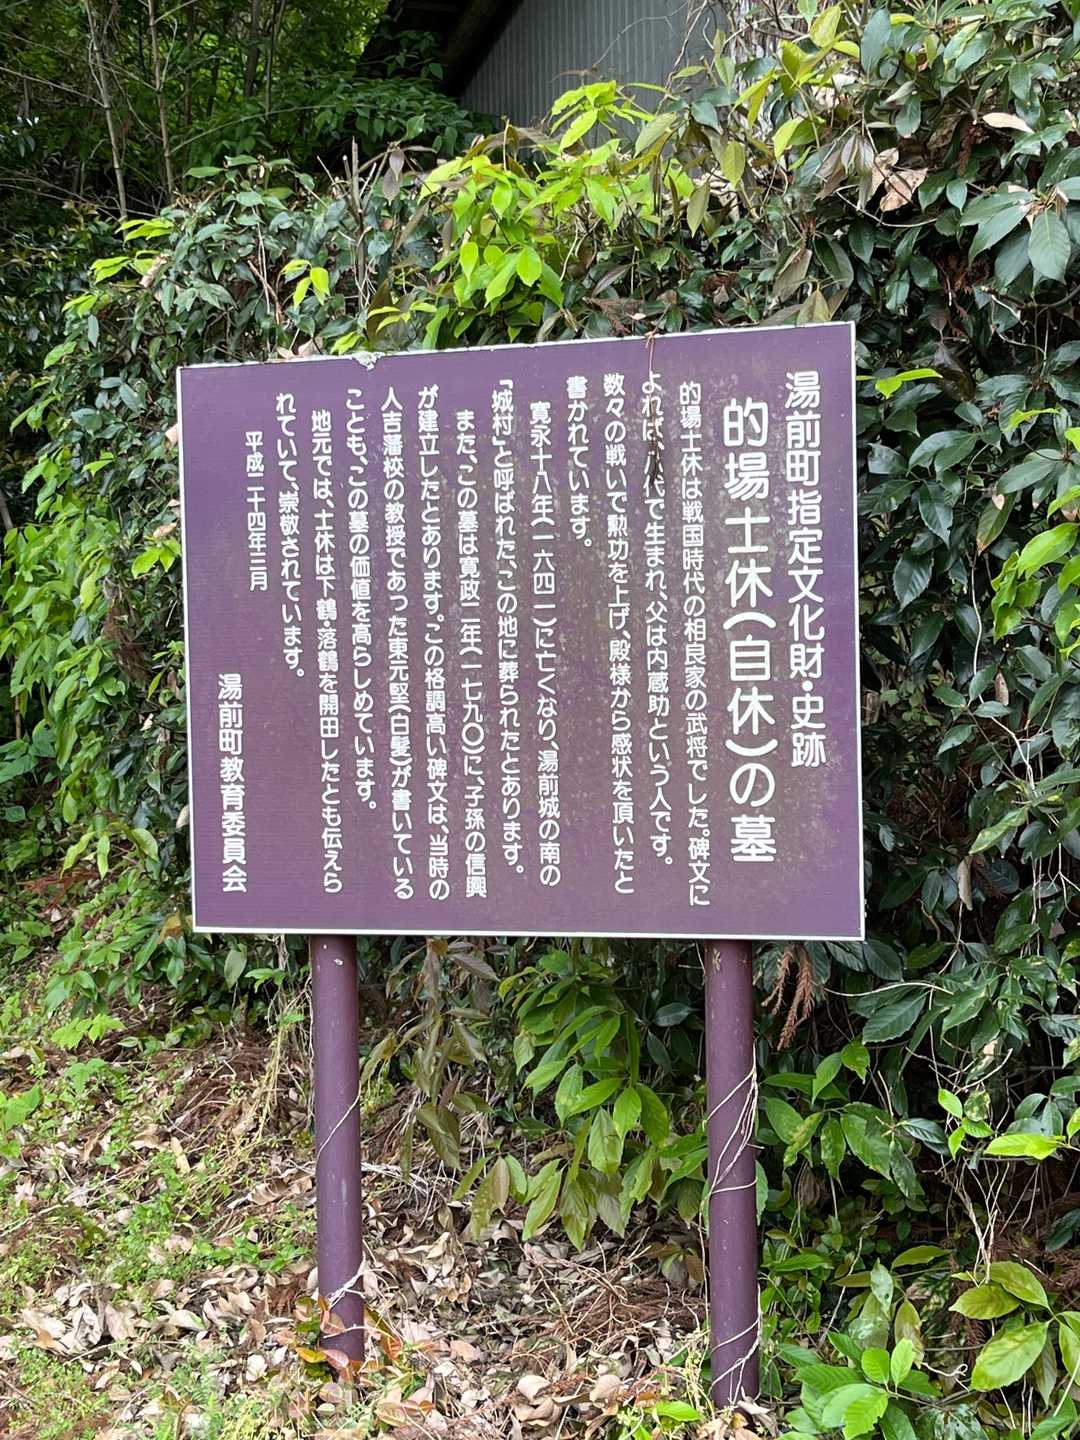 湯前町指定文化財・史跡
的場士休(自休)の墓
的場士休は戦国時代の相良家の武将でした。碑文に
よれば、八代で生まれ、父は内蔵助という人です。
数々の戦いで勲功を上げ、殿様から感状を頂いたと
書かれています。
寛永十八年(一六四一)に亡くなり、湯前城の南の
「城村」と呼ばれた、この地に葬られたとあります。
また、この墓は寛政二年(一七九〇)に、子孫の信興
が建立したとあります。この格調高い碑文は、当時の
人吉藩校の教授であった東元堅(白髪)が書いている
ことも、この墓の価値を高らしめています。
地元では、士休は下鶴・落鶴を開田したとも伝えら
れていて、崇敬されています。
平成二十四年三月
湯前町教育委員会